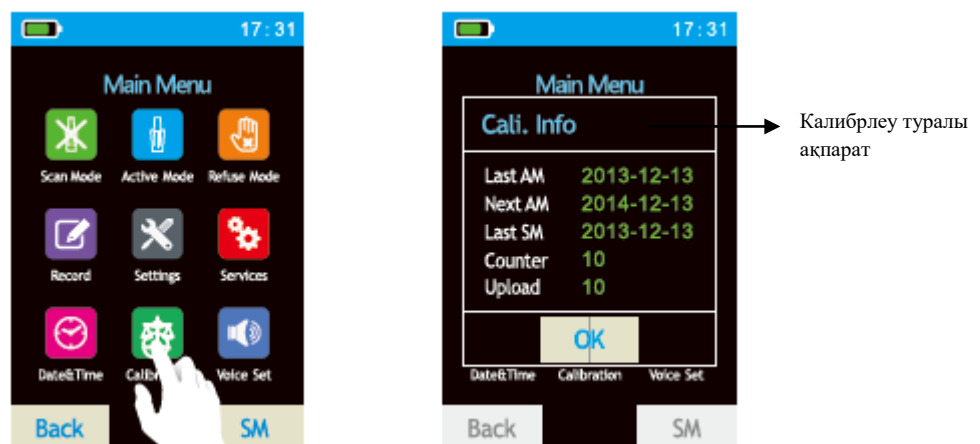 17:31
Main Menu
Scan Mode Active Mode Refuse Mode
Record Settings Services
Date&Time Voice Set
Back SM
17:31
Main Menu
Cali. Info
Last AM 2013-12-13
Next AM 2014-12-13
Last SM 2013-12-13
Counter 10
Upload 10
OK
Date&Time Calibration Voice Set
Back SM
Калибрлеу туралы
ақпарат